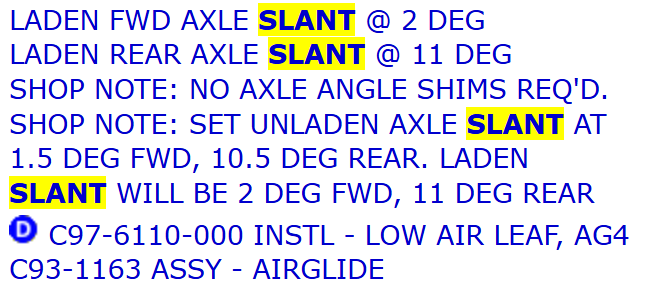 LADEN FWD AXLE SLANT @ 2 DEG
LADEN REAR AXLE SLANT @ 11 DEG
SHOP NOTE: NO AXLE ANGLE SHIMS REQ'D.
SHOP NOTE: SET UNLADEN AXLE SLANT AT
1.5 DEG FWD, 10.5 DEG REAR. LADEN
SLANT WILL BE 2 DEG FWD, 11 DEG REAR
D C97-6110-000 INSTL - LOW AIR LEAF, AG4
C93-1163 ASSY - AIRGLIDE